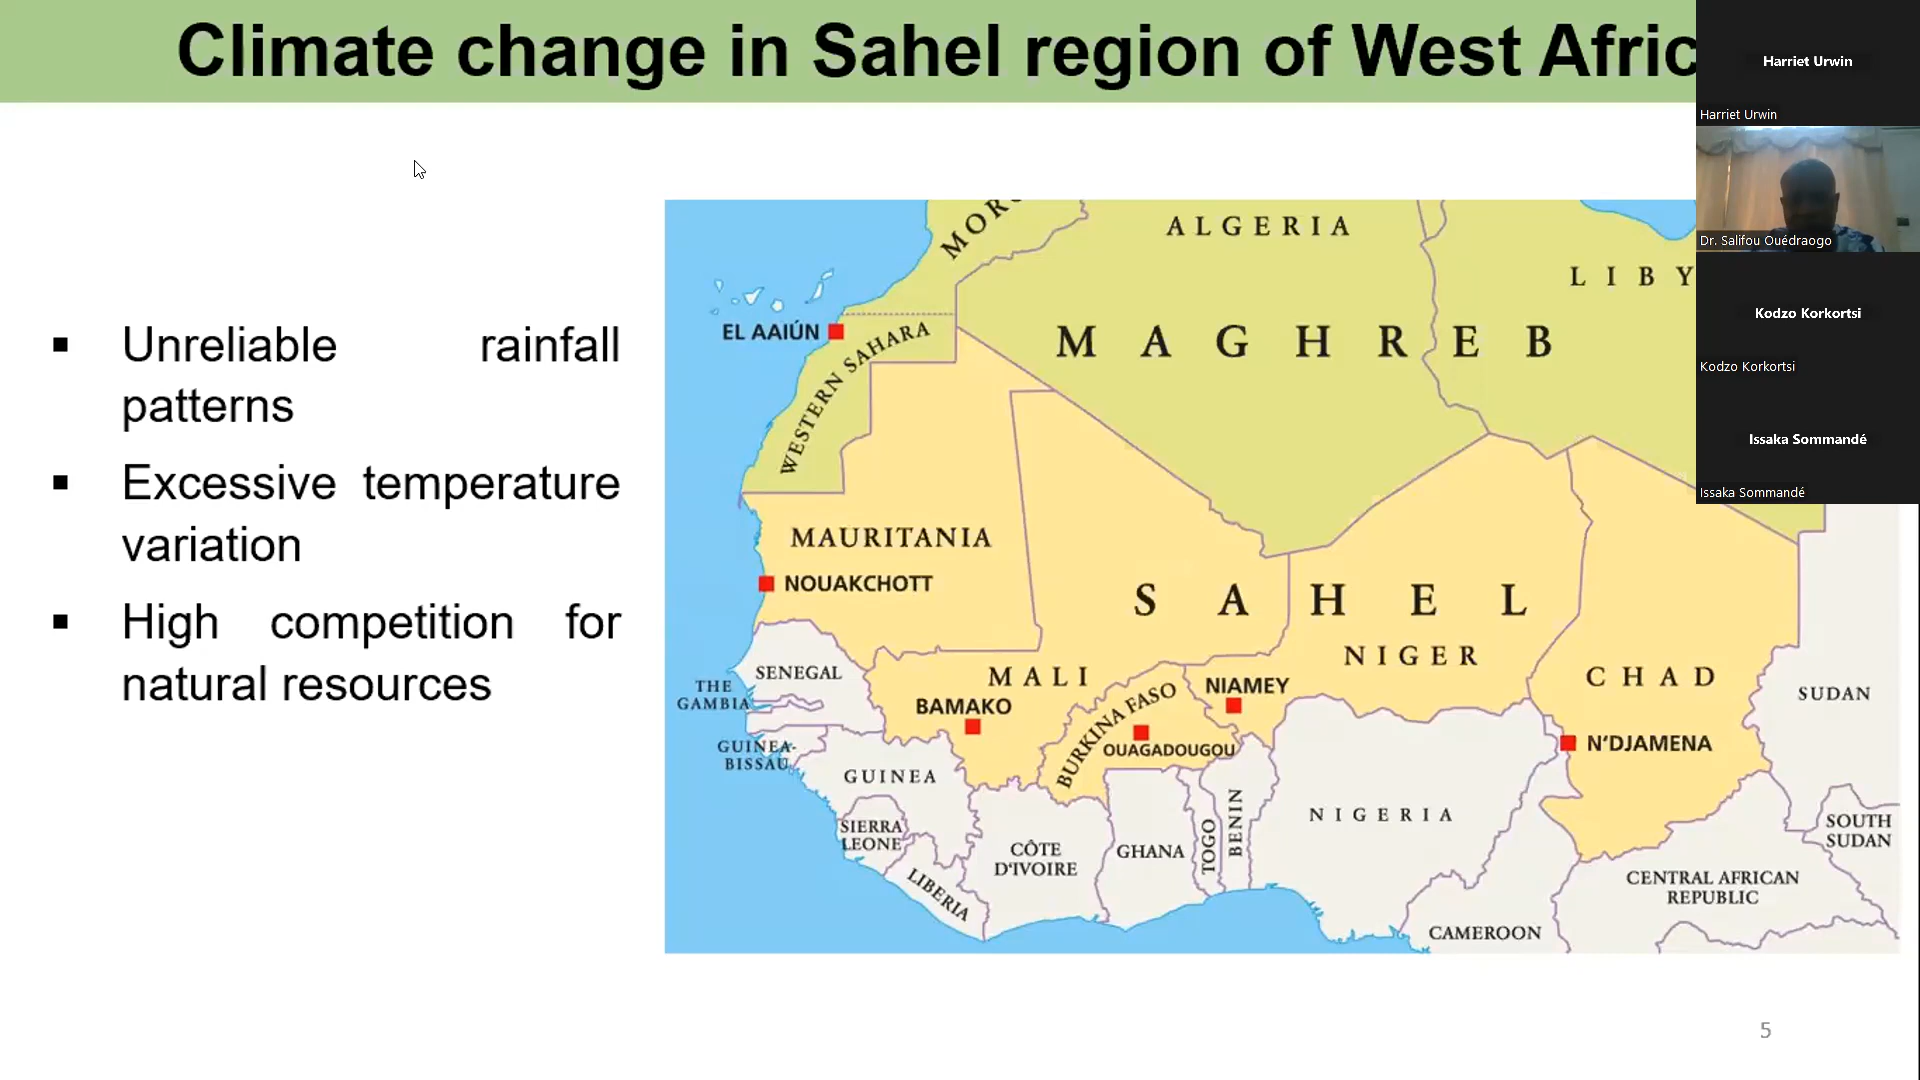 Climate change in Sahel region of West Afric
Harriet Urwin
Harriet Urwin
Dr. Salifou Ouédraogo
Kodzo Korkortsi
Kodzo Korkortsi
Issaka Sommandé
Issaka Sommandé
▪ Unreliable rainfall
patterns
▪ Excessive temperature
variation
▪ High competition for
natural resources
MORO
ALGERIA
LIBY
EL AAIÚN
WESTERN SAHARA
MAGHREB
MAURITANIA
NOUAKCHOTT
SAHEL
NIGER
MALI
CHAD
SENEGAL
THE
GAMBIA
BAMAKO
BURKINA FASO
NIAMEY
SUDAN
GUINEA-
BISSAU
OUAGADOUGOU
N'DJAMENA
GUINEA
SIERRA
LEONE
LIBERIA
CÔTE
D'IVOIRE
GHANA
TOGO
BENIN
NIGERIA
SOUTH
SUDAN
CENTRAL AFRICAN
REPUBLIC
CAMEROON
5